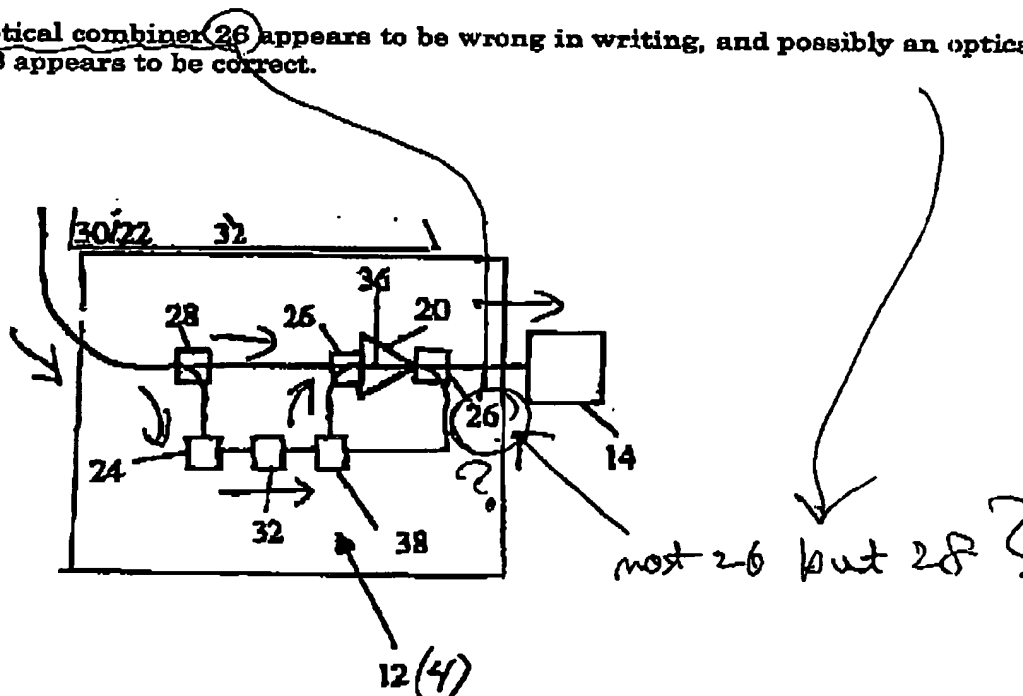 tical combiner 26 appears to be wrong in writing, and possibly an optica
3 appears to be correct.
30/22 32
36
28 26 20
26
24 14
32 38
?
not 26 but 28 ?
12 (4)